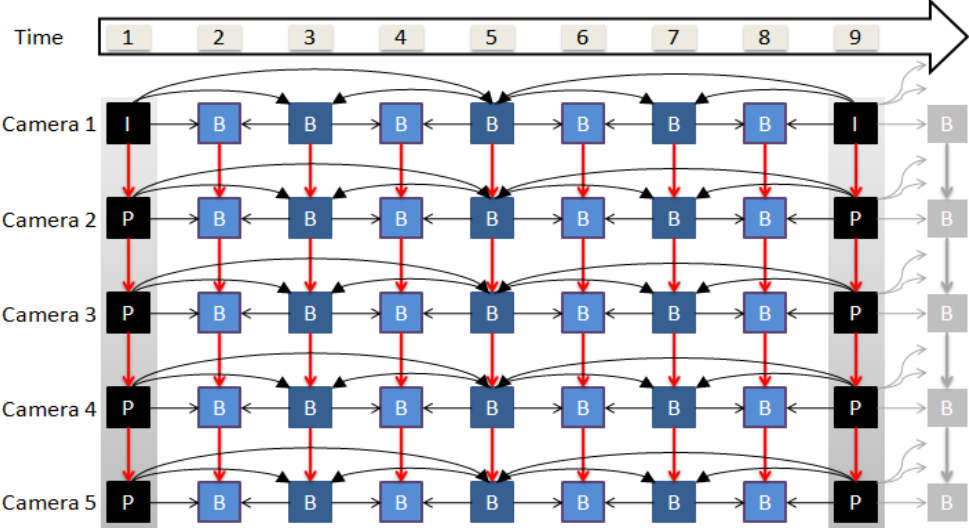 Time 1 2 3 4 5 6 7 8 9
Camera 1 I B B B B B B B I B
Camera 2 P B B B B B B B P B
Camera 3 P B B B B B B B P B
Camera 4 P B B B B B B B P B
Camera 5 P B B B B B B B P B